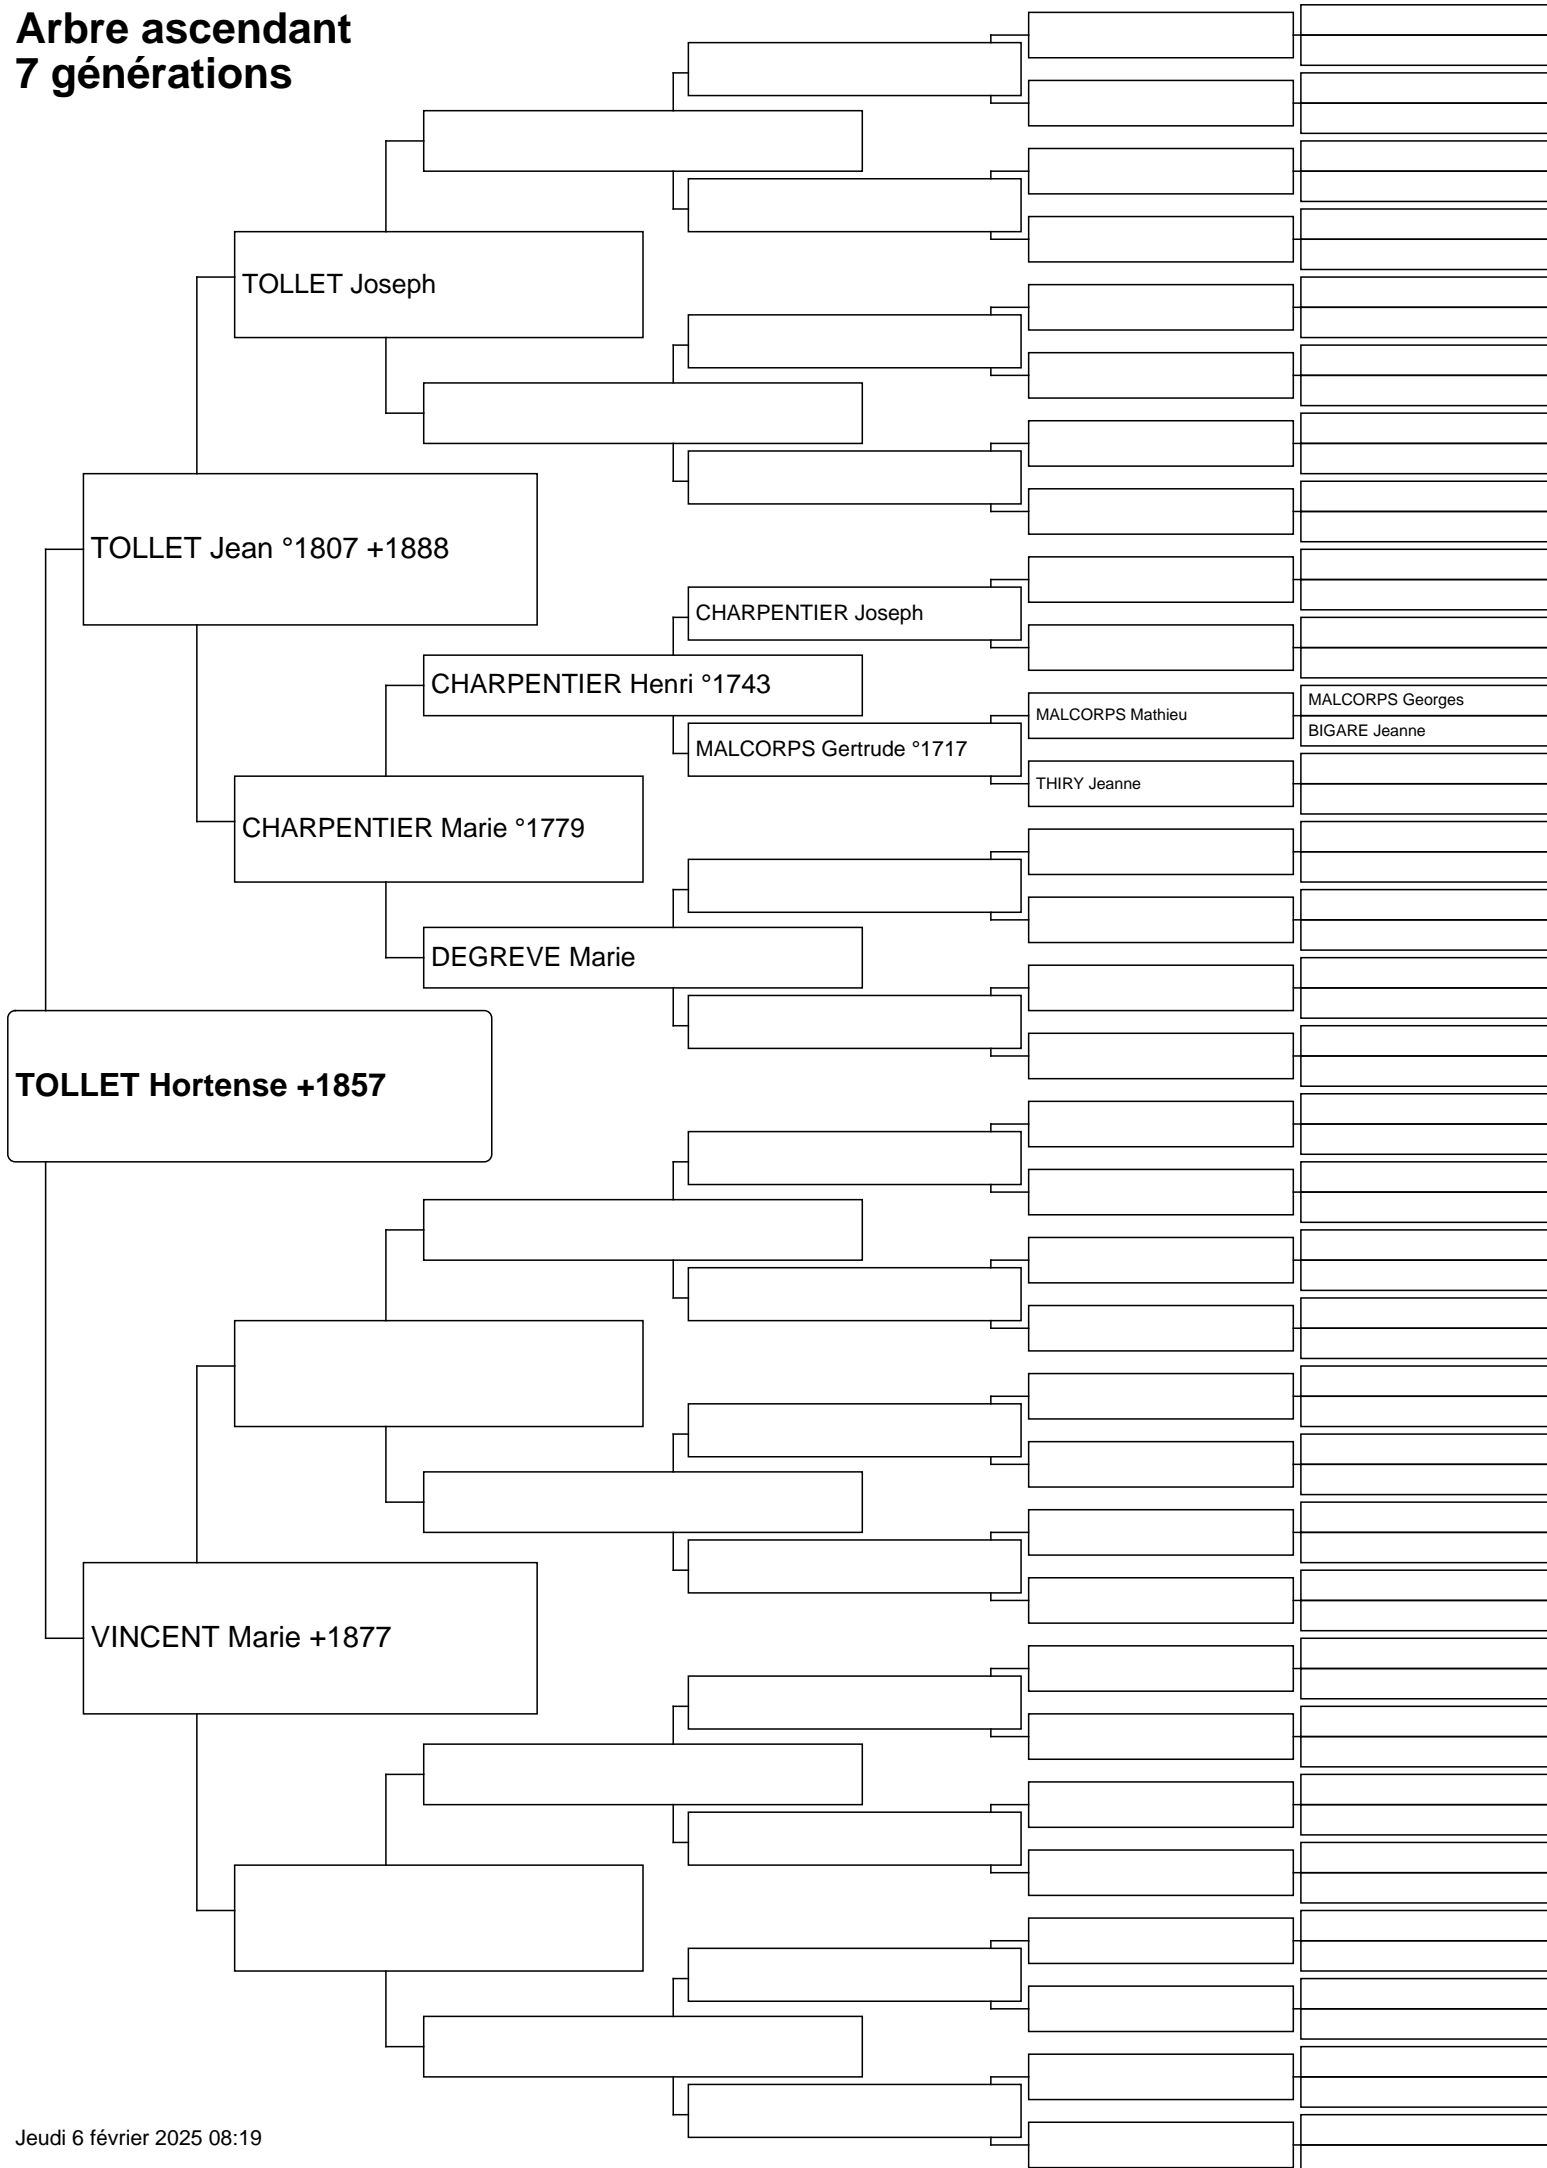 Arbre ascendant
7 générations
TOLLET Joseph
TOLLET Jean °1807 +1888
CHARPENTIER Joseph
CHARPENTIER Henri °1743
MALCORPS Georges
MALCORPS Mathieu
BIGARE Jeanne
MALCORPS Gertrude °1717
THIRY Jeanne
CHARPENTIER Marie °1779
DEGREVE Marie
TOLLET Hortense +1857
VINCENT Marie +1877
Jeudi 6 février 2025 08:19